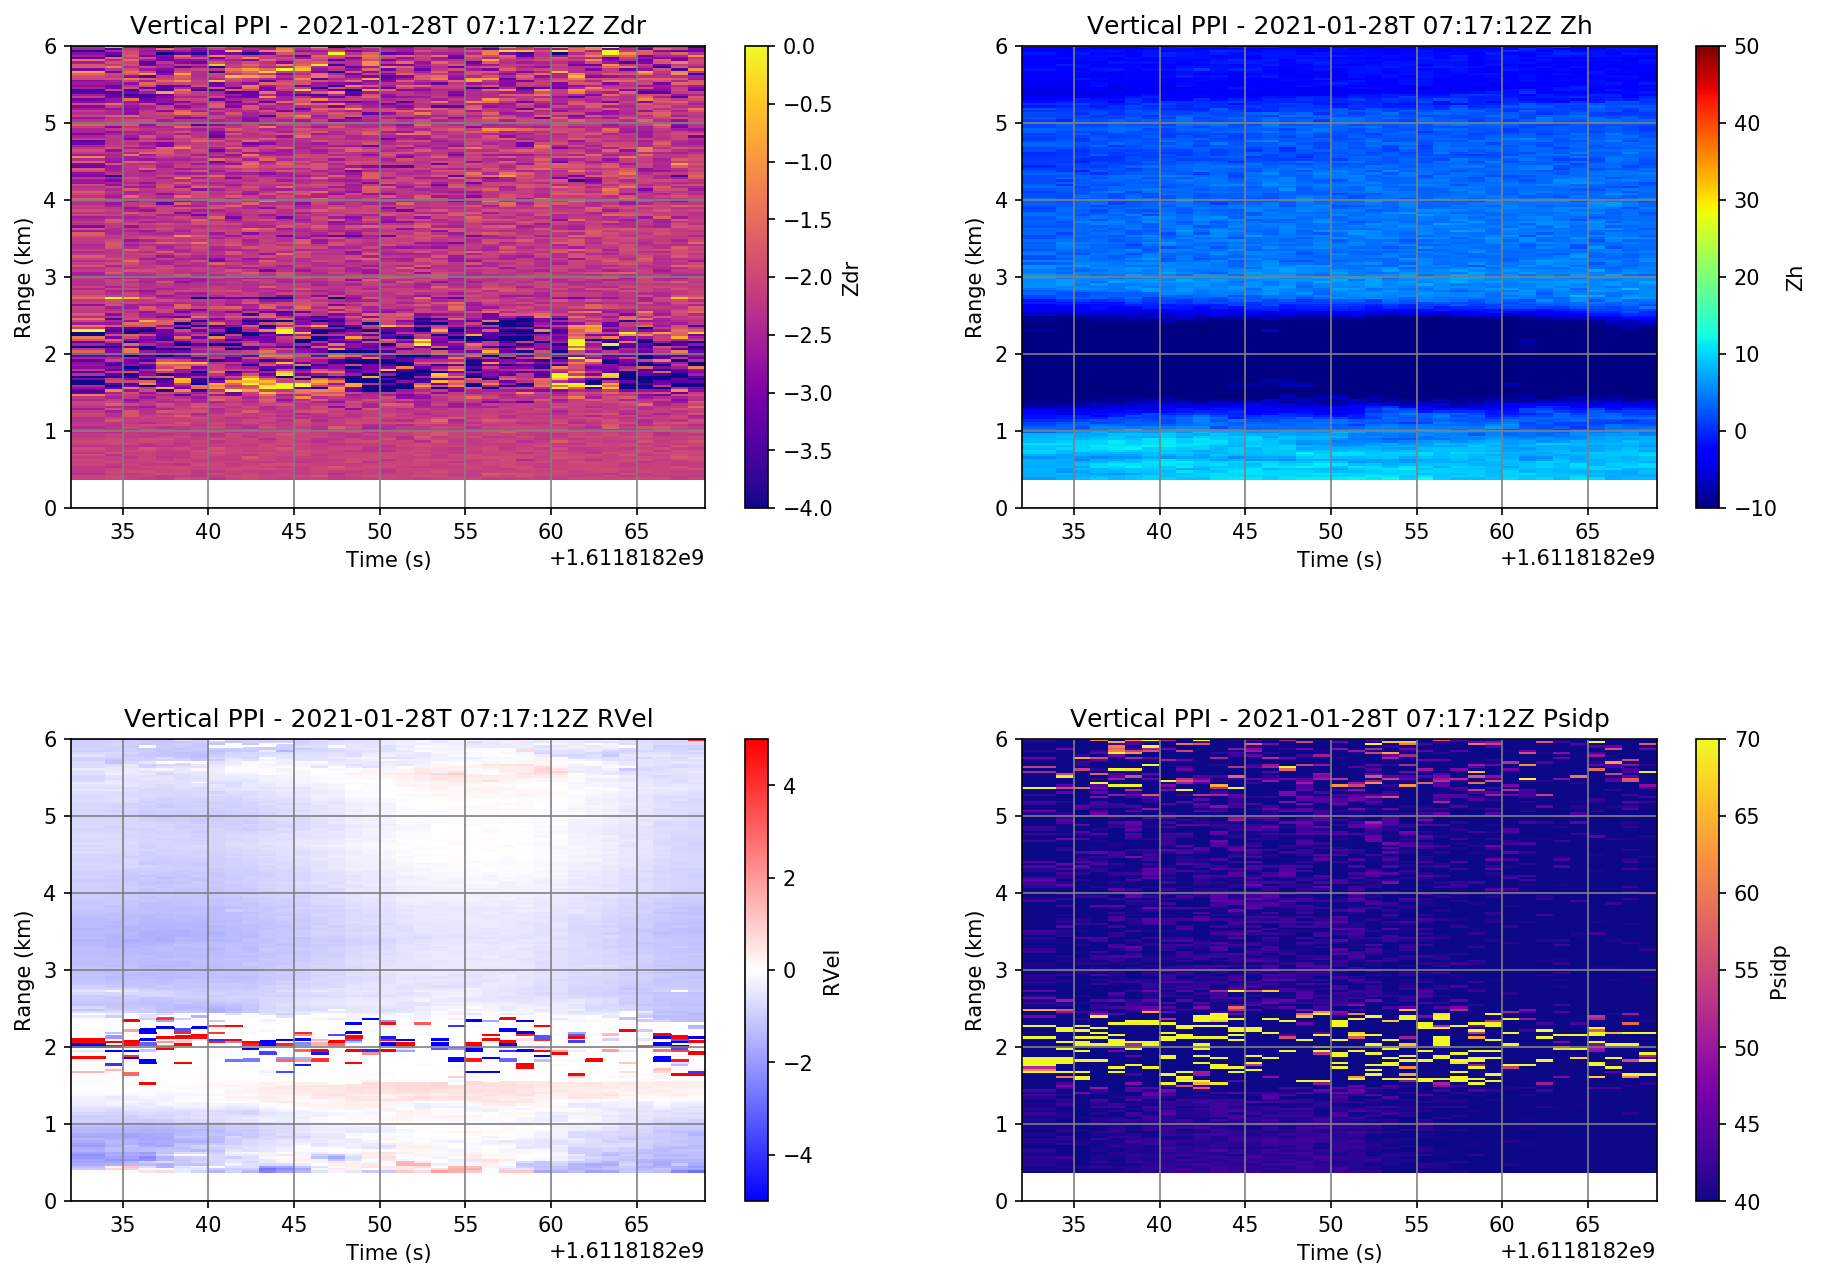 Vertical PPI - 2021-01-28T 07:17:12Z Zdr
6
5
4
3
2
1
0
Range (km)
35 40 45 50 55 60 65
Time (s)
+1.6118182e9
0.0
−0.5
−1.0
−1.5
−2.0
−2.5
−3.0
−3.5
−4.0
Zdr
Vertical PPI - 2021-01-28T 07:17:12Z Zh
6
5
4
3
2
1
0
Range (km)
35 40 45 50 55 60 65
Time (s)
+1.6118182e9
50
40
30
20
10
0
−10
Zh
Vertical PPI - 2021-01-28T 07:17:12Z RVel
6
5
4
3
2
1
0
Range (km)
35 40 45 50 55 60 65
Time (s)
+1.6118182e9
4
2
0
−2
−4
RVel
Vertical PPI - 2021-01-28T 07:17:12Z Psidp
6
5
4
3
2
1
0
Range (km)
35 40 45 50 55 60 65
Time (s)
+1.6118182e9
70
65
60
55
50
45
40
Psidp